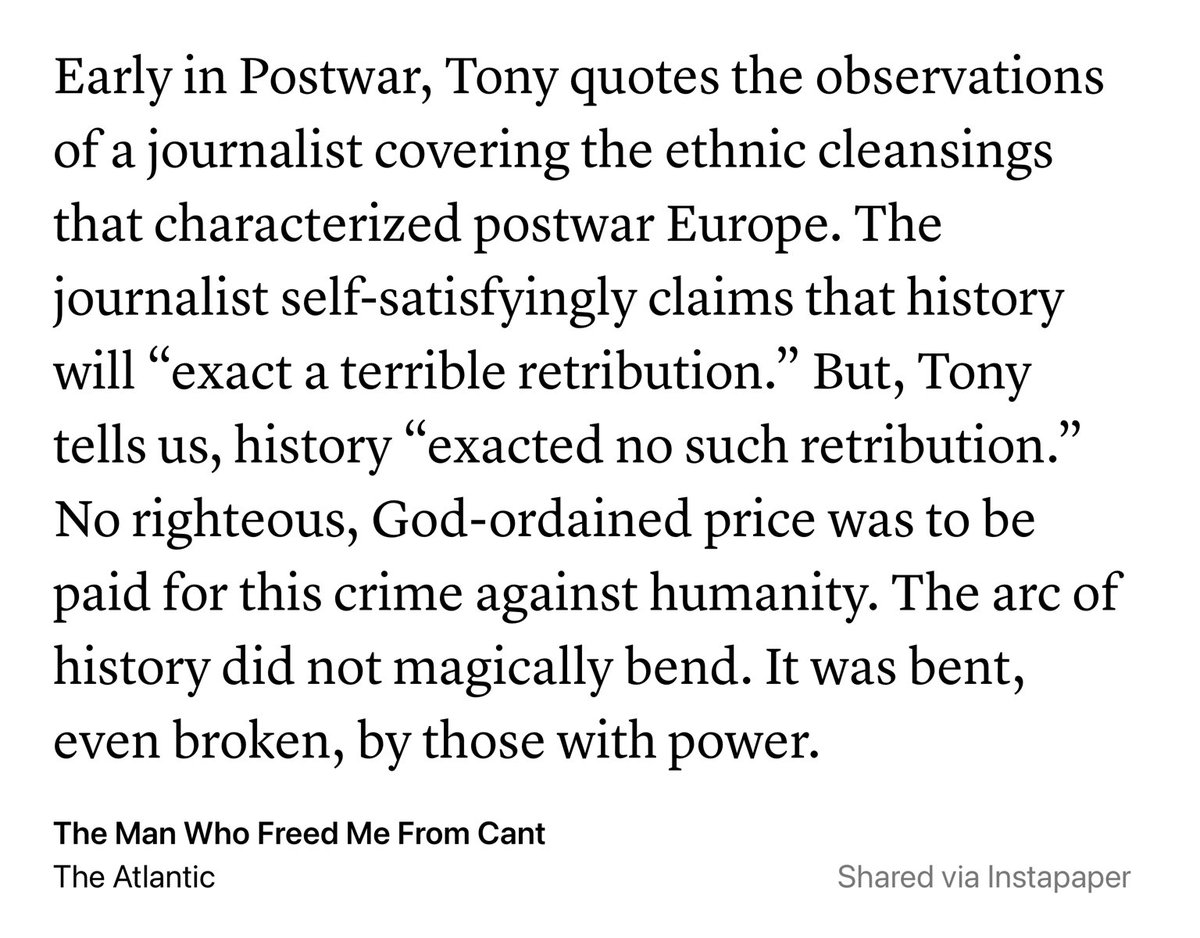 Early in Postwar, Tony quotes the observations
of a journalist covering the ethnic cleansings
that characterized postwar Europe. The
journalist self-satisfyingly claims that history
will “exact a terrible retribution.” But, Tony
tells us, history “exacted no such retribution.”
No righteous, God-ordained price was to be
paid for this crime against humanity. The arc of
history did not magically bend. It was bent,
even broken, by those with power.
The Man Who Freed Me From Cant
The Atlantic
Shared via Instapaper